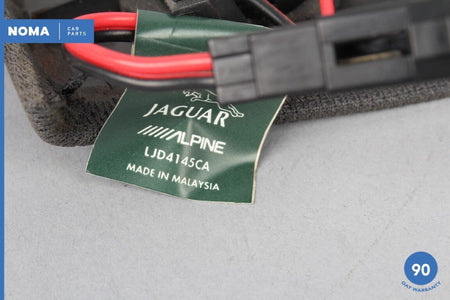 NOMA CAR PARTS
JAGUAR
ALPINE
LJD4145CA
MADE IN MALAYSIA
90
DAY WARRANTY